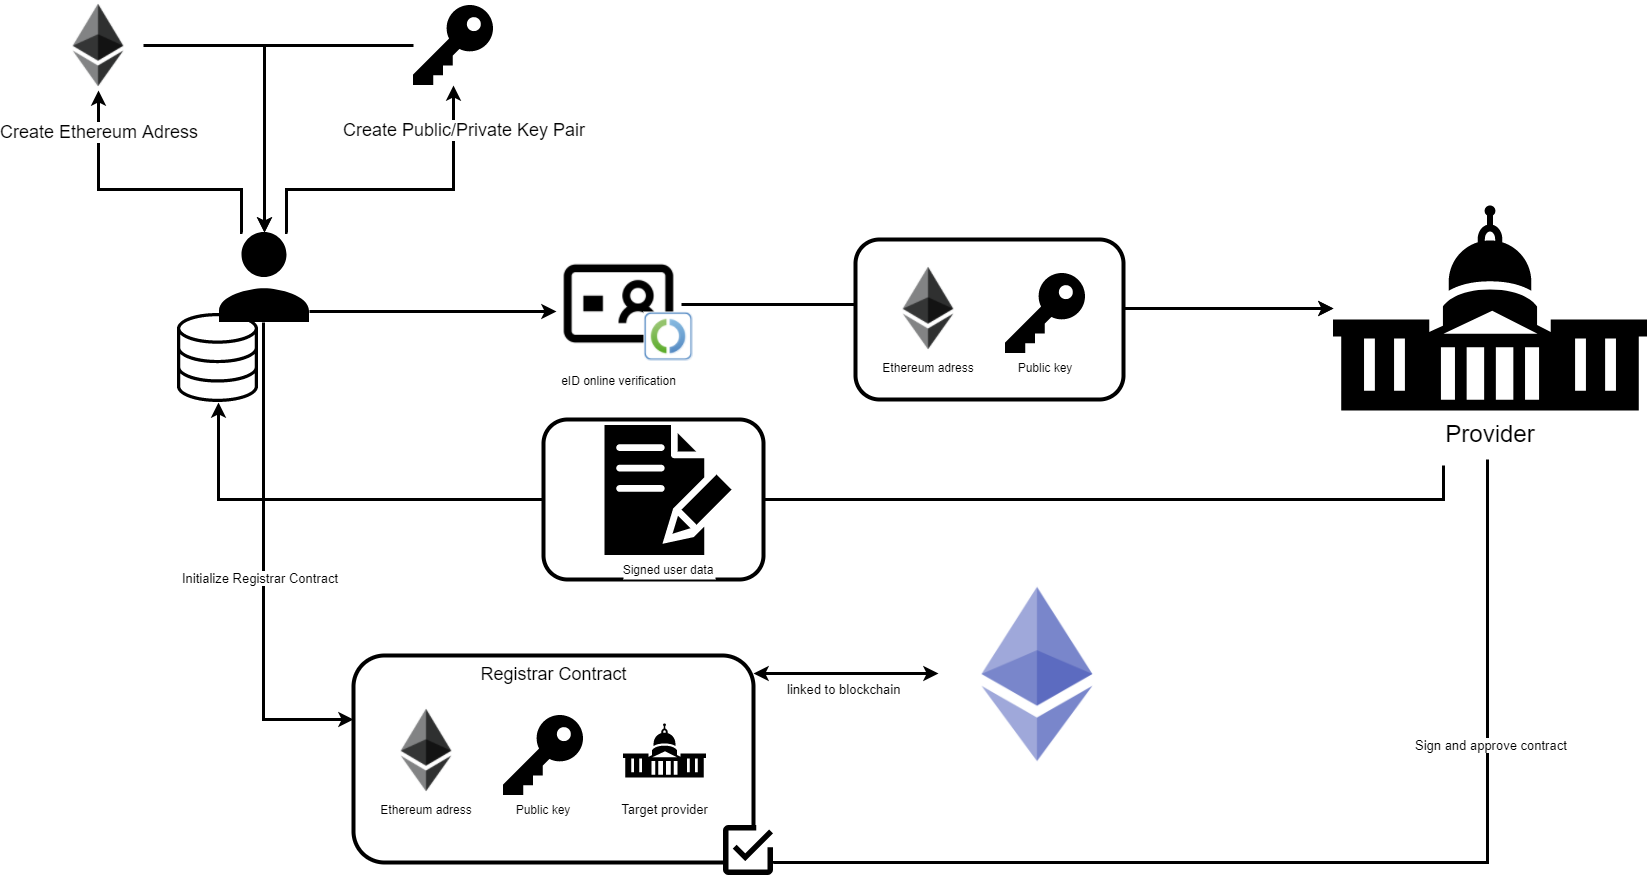 Create Ethereum Adress
Create Public/Private Key Pair
eID online verification
Ethereum adress
Public key
Provider
Signed user data
Initialize Registrar Contract
Registrar Contract
linked to blockchain
Sign and approve contract
Ethereum adress
Public key
Target provider